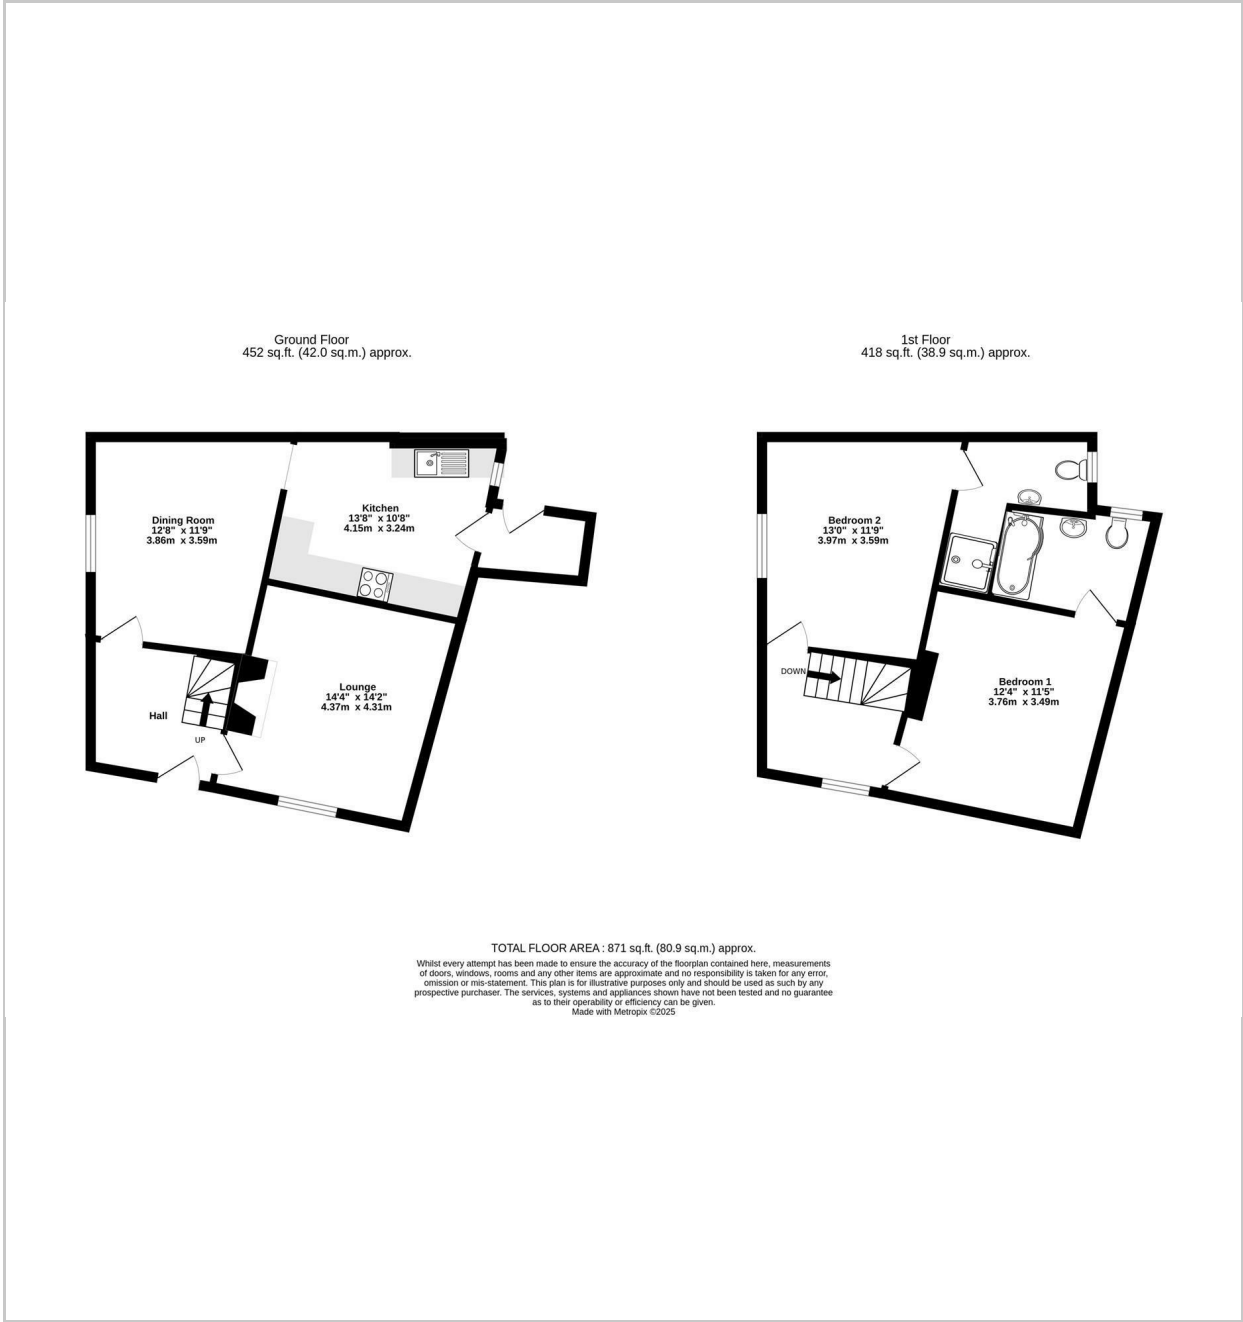 Ground Floor
452 sq.ft. (42.0 sq.m.) approx.
1st Floor
418 sq.ft. (38.9 sq.m.) approx.
Dining Room
12'8" x 11'9"
3.86m x 3.59m
Kitchen
13'8" x 10'8"
4.15m x 3.24m
Lounge
14'4" x 14'2"
4.37m x 4.31m
Hall
UP
Bedroom 2
13'0" x 11'9"
3.97m x 3.59m
DOWN
Bedroom 1
12'4" x 11'5"
3.76m x 3.49m
TOTAL FLOOR AREA : 871 sq.ft. (80.9 sq.m.) approx.
Whilst every attempt has been made to ensure the accuracy of the floorplan contained here, measurements
of doors, windows, rooms and any other items are approximate and no responsibility is taken for any error,
omission or mis-statement. This plan is for illustrative purposes only and should be used as such by any
prospective purchaser. The services, systems and appliances shown have not been tested and no guarantee
as to their operability or efficiency can be given.
Made with Metropix ©2025